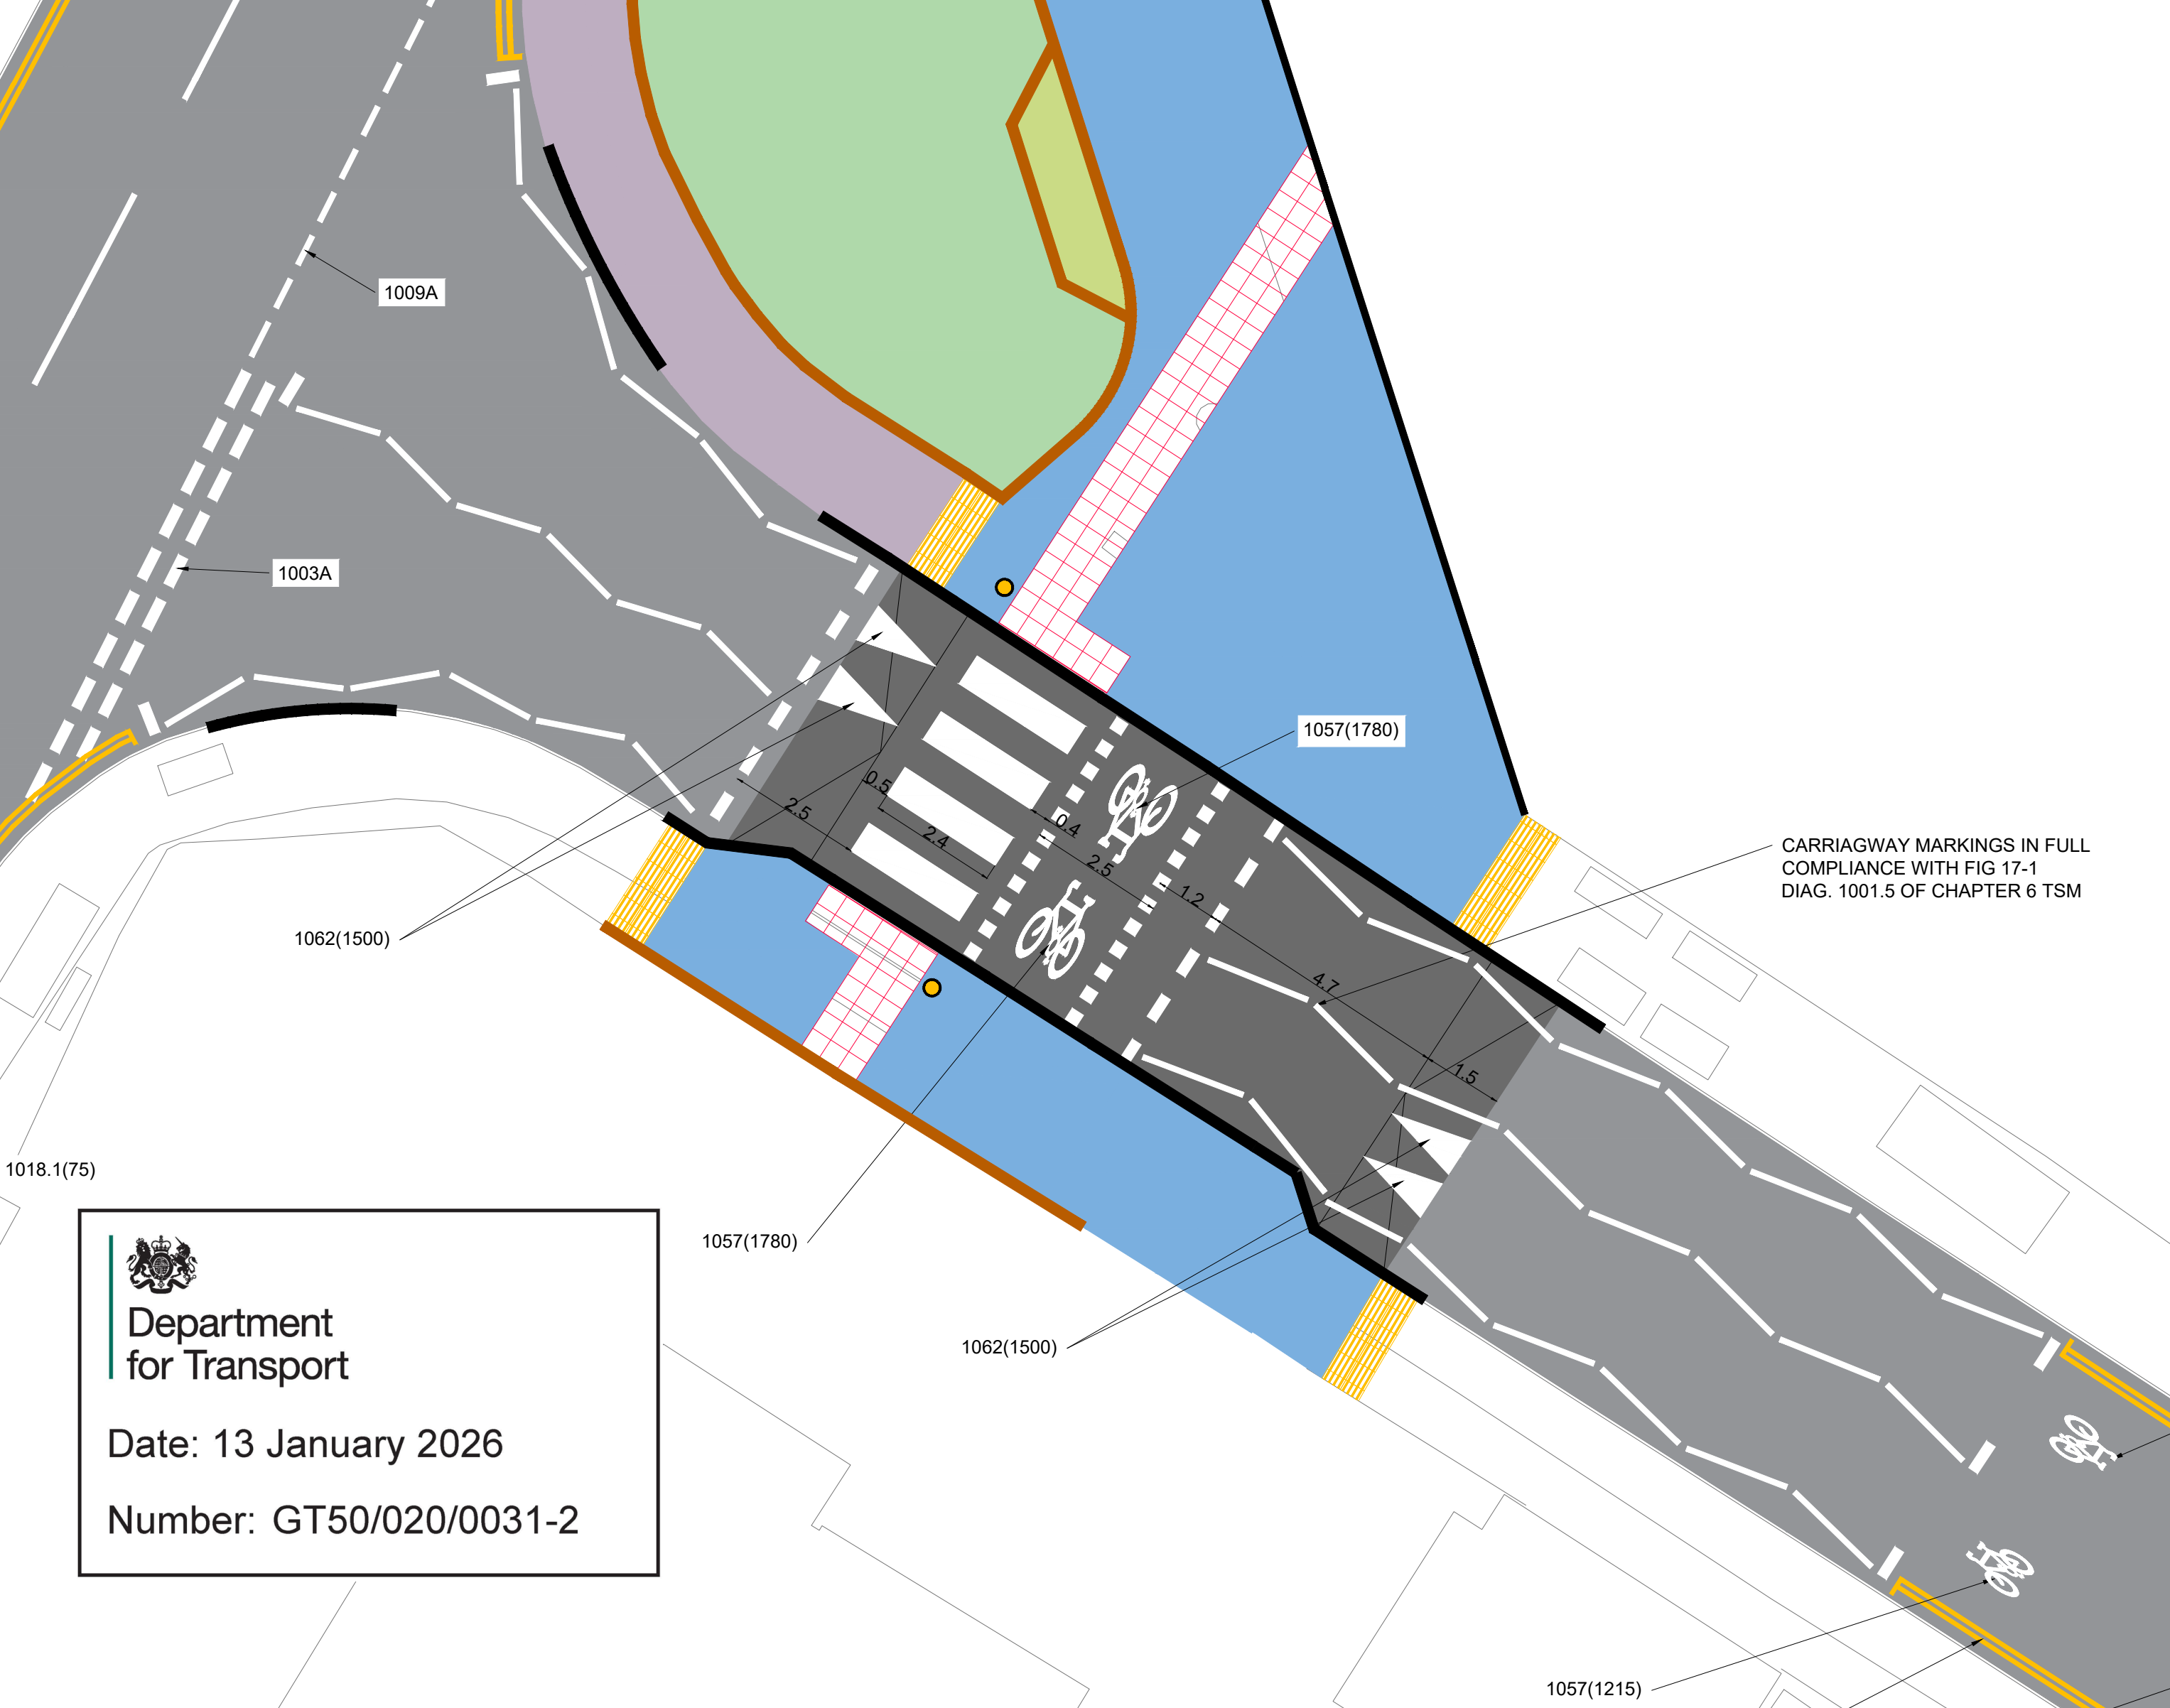 1009A
1003A
1057(1780)
0.5
2.5
2.4
0.4
2.5
1.2
4.7
1.5
CARRIAGWAY MARKINGS IN FULL
COMPLIANCE WITH FIG 17-1
DIAG. 1001.5 OF CHAPTER 6 TSM
1062(1500)
1018.1(75)
1057(1780)
1062(1500)
Department
for Transport
Date: 13 January 2026
Number: GT50/020/0031-2
1057(1215)